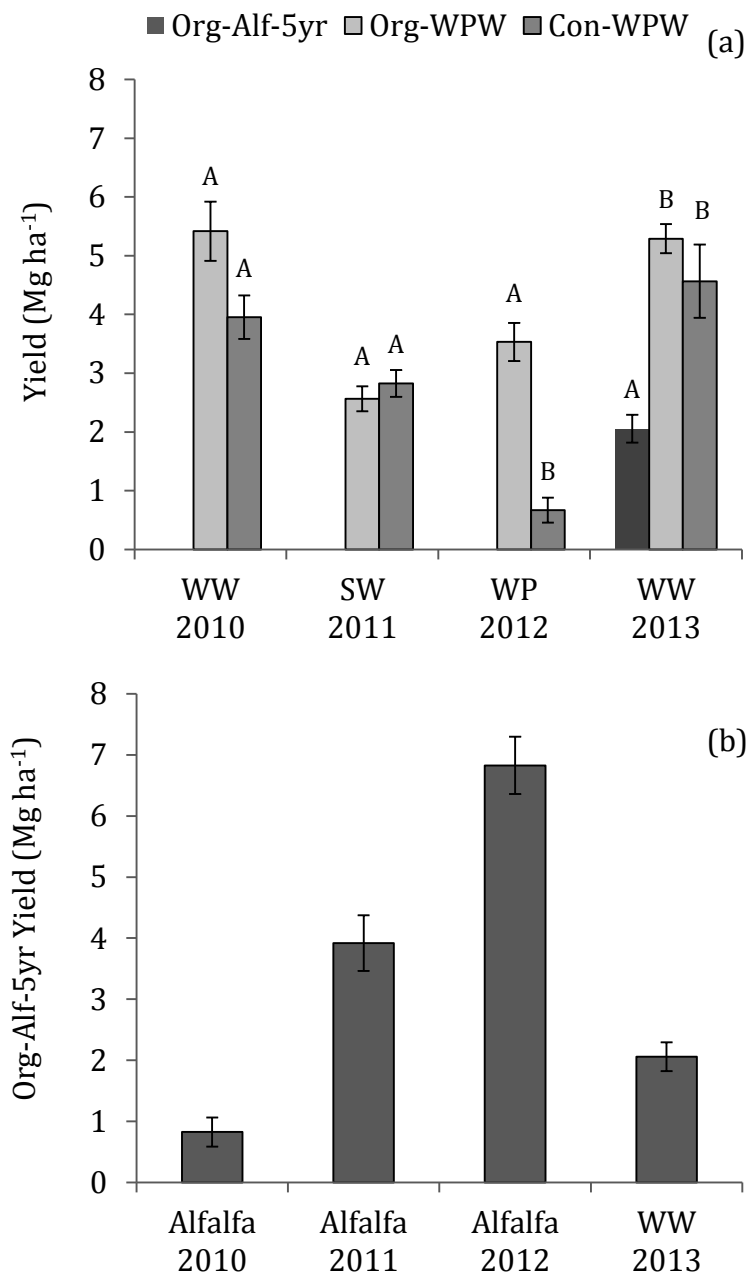 Org-Alf-5yr Org-WPW Con-WPW
(a)
Yield (Mg ha⁻¹)
8
7
6
5
4
3
2
1
0
A
A
A
A
A
B
A
B
B
WW SW WP WW
2010 2011 2012 2013
(b)
Org-Alf-5yr Yield (Mg ha⁻¹)
8
7
6
5
4
3
2
1
0
Alfalfa Alfalfa Alfalfa WW
2010 2011 2012 2013